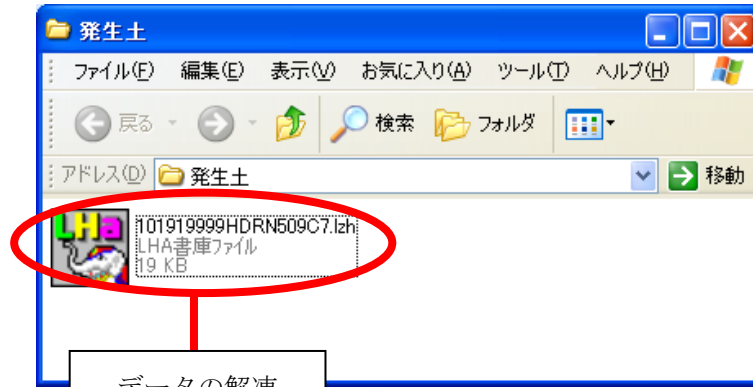 発生土
ファイル(F) 編集(E) 表示(V) お気に入り(A) ツール(T) ヘルプ(H)
戻る 検索 フォルダ
アドレス(D) 発生土 移動
LHa
101919999HDRN509C7.lzh
LHA書庫ファイル
19 KB
データの解凍